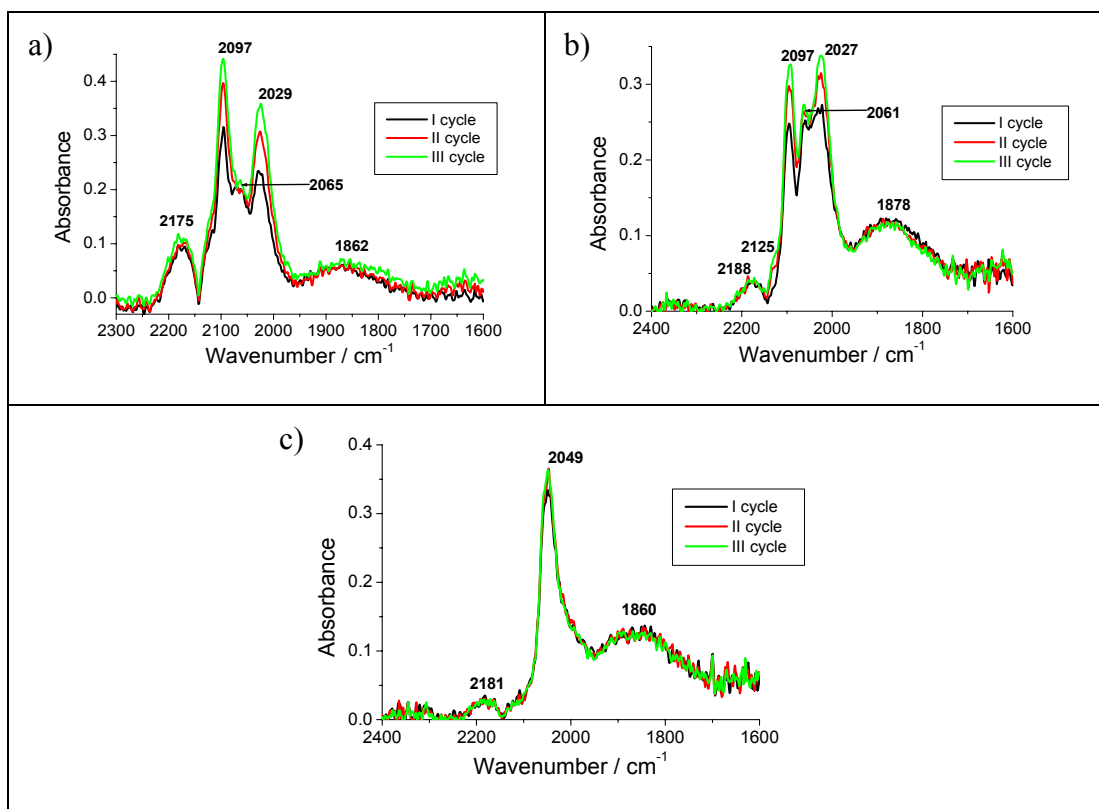 a)
2097
2029
2065
2175
1862
I cycle
II cycle
III cycle
Absorbance
0.4
0.3
0.2
0.1
0.0
2300 2200 2100 2000 1900 1800 1700 1600
Wavenumber / cm⁻¹
b)
2097
2027
2061
2125
2188
1878
I cycle
II cycle
III cycle
Absorbance
0.3
0.2
0.1
0.0
2400 2200 2000 1800 1600
Wavenumber / cm⁻¹
c)
2049
1860
2181
I cycle
II cycle
III cycle
Absorbance
0.4
0.3
0.2
0.1
0.0
2400 2200 2000 1800 1600
Wavenumber / cm⁻¹